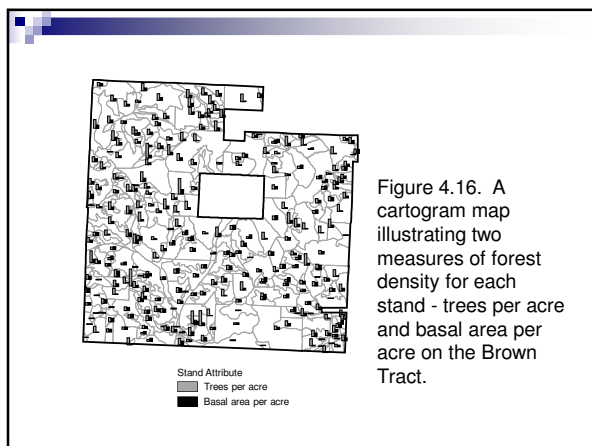 Figure 4.16.  A
cartogram map
illustrating two
measures of forest
density for each
stand - trees per acre
and basal area per
acre on the Brown
Tract.
Stand Attribute
Trees per acre
Basal area per acre